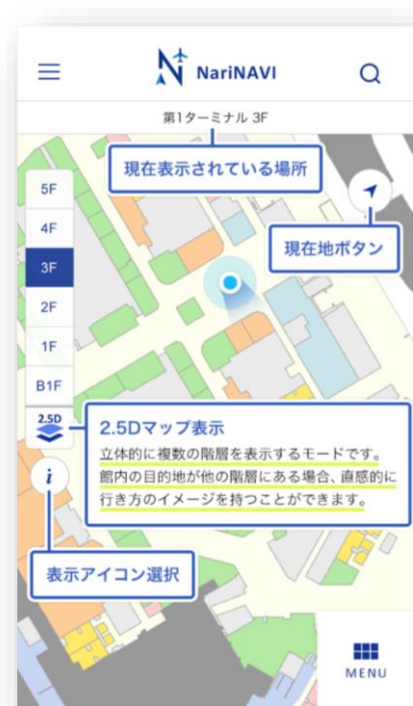 NariNAVI
第1ターミナル 3F
現在表示されている場所
5F
4F
現在地ボタン
3F
2F
1F
B1F
2.5D
2.5Dマップ表示
立体的に複数の階層を表示するモードです。
館内の目的地が他の階層にある場合、直感的に
行き方のイメージを持つことができます。
i
表示アイコン選択
MENU